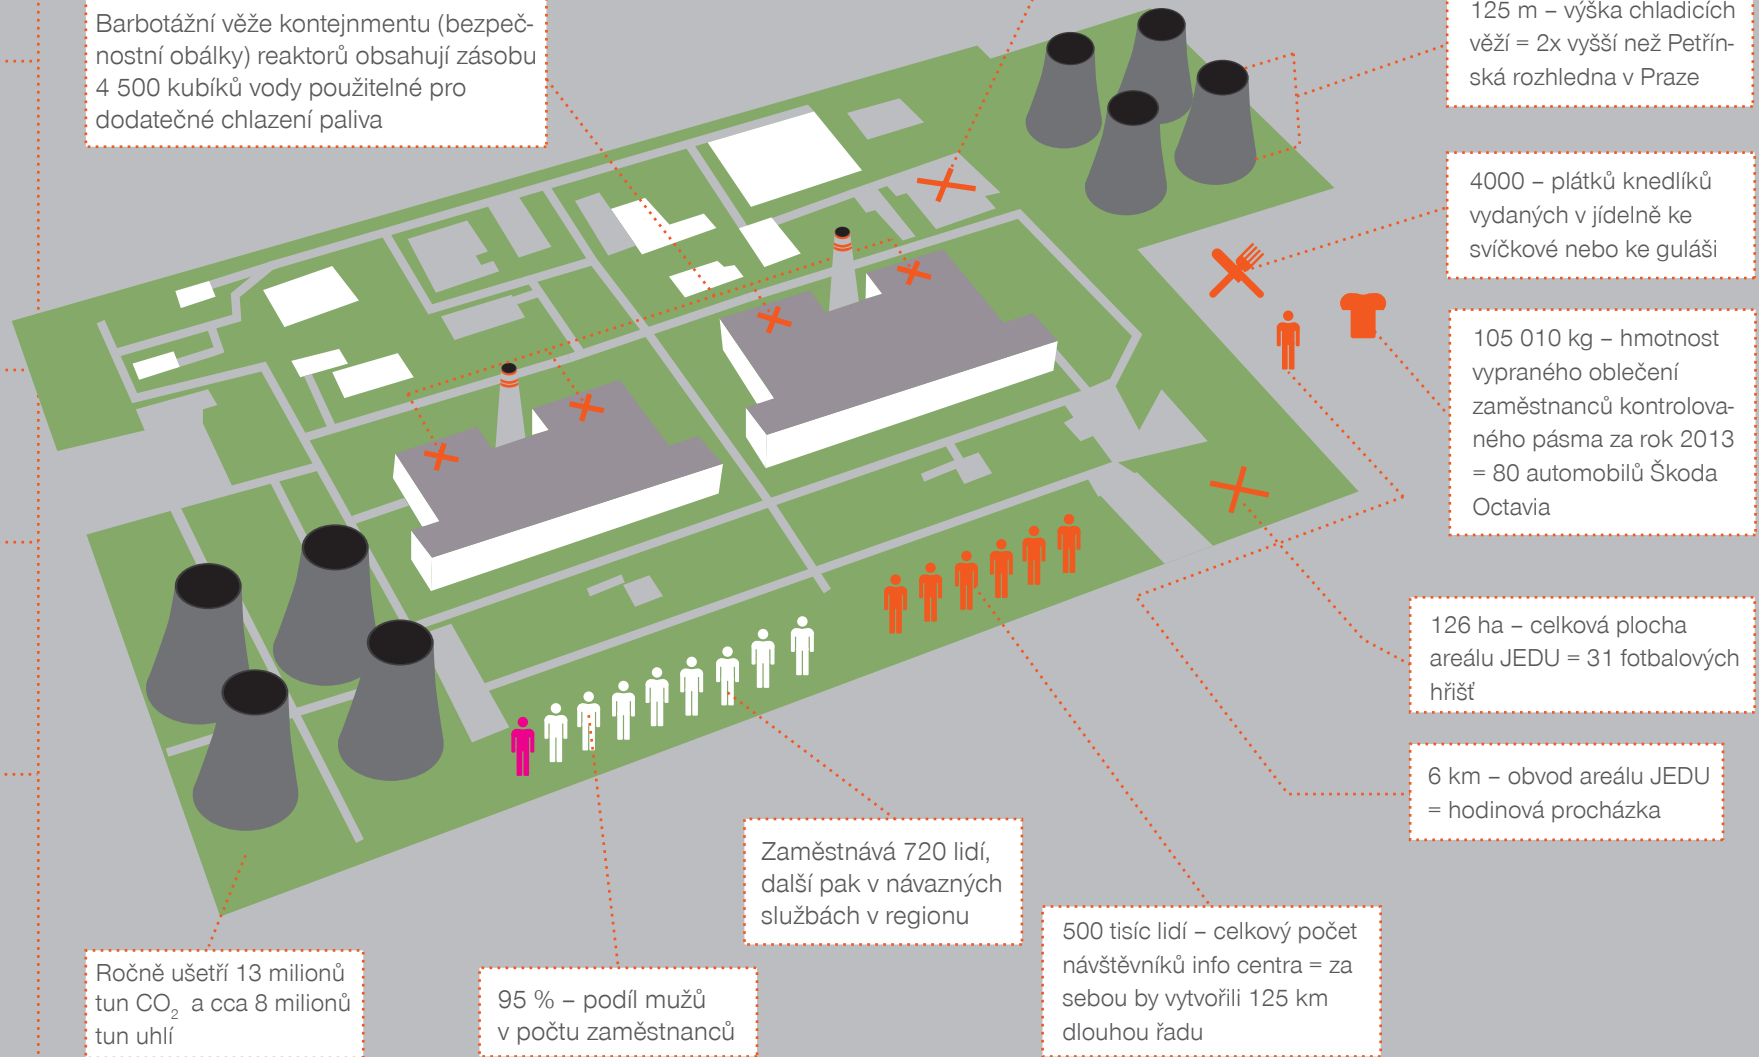 Barbotážní věže kontejnmentu (bezpeč-
nostní obálky) reaktorů obsahují zásobu
4 500 kubíků vody použitelné pro
dodatečné chlazení paliva
125 m – výška chladicích
věží = 2x vyšší než Petřín-
ská rozhledna v Praze
4000 – plátků knedlíků
vydaných v jídelně ke
svíčkové nebo ke guláši
105 010 kg – hmotnost
vypraného oblečení
zaměstnanců kontrolova-
ného pásma za rok 2013
= 80 automobilů Škoda
Octavia
126 ha – celková plocha
areálu JEDU = 31 fotbalových
hřišť
6 km – obvod areálu JEDU
= hodinová procházka
Zaměstnává 720 lidí,
další pak v návazných
službách v regionu
500 tisíc lidí – celkový počet
návštěvníků info centra = za
sebou by vytvořili 125 km
dlouhou řadu
95 % – podíl mužů
v počtu zaměstnanců
Ročně ušetří 13 milionů
tun CO₂ a cca 8 milionů
tun uhlí